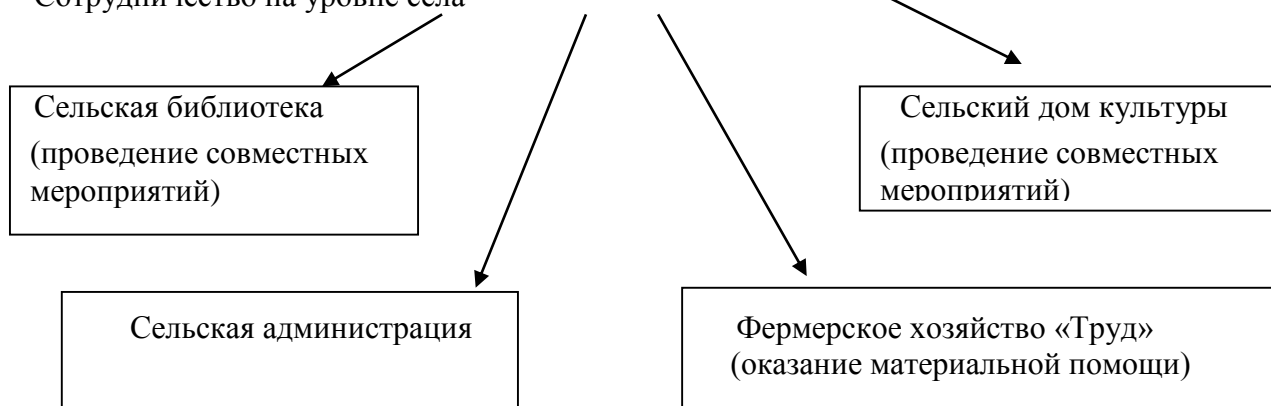 Сотрудничество на уровне села
Сельская библиотека
(проведение совместных
мероприятий)
Сельский дом культуры
(проведение совместных
мероприятий)
Сельская администрация
Фермерское хозяйство «Труд»
(оказание материальной помощи)